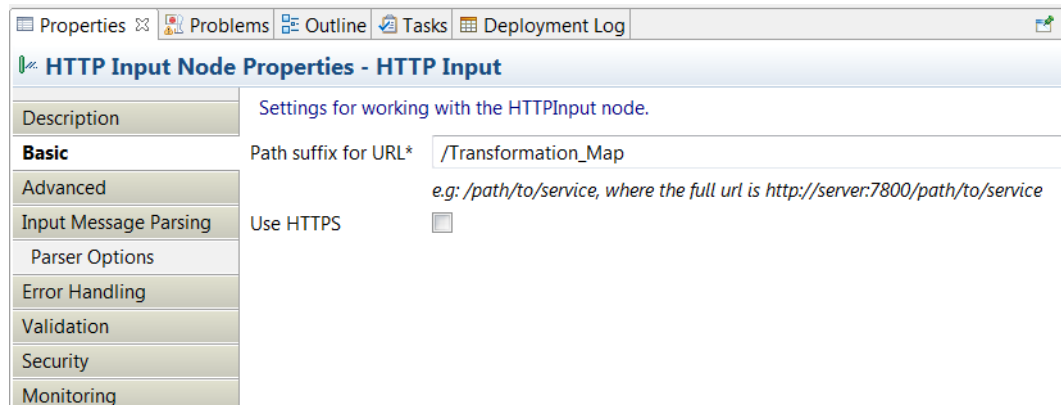 Properties Problems Outline Tasks Deployment Log
HTTP Input Node Properties - HTTP Input
Description
Basic
Advanced
Input Message Parsing
Parser Options
Error Handling
Validation
Security
Monitoring
Settings for working with the HTTPInput node.
Path suffix for URL* /Transformation_Map
e.g: /path/to/service, where the full url is http://server:7800/path/to/service
Use HTTPS